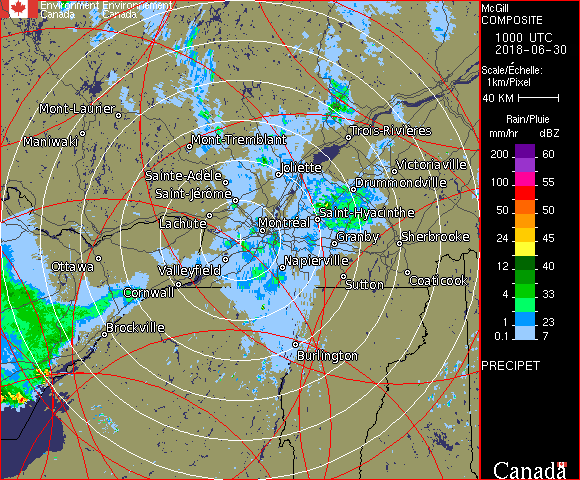 Environment Environnement
Canada Canada
McGill
COMPOSITE
1000 UTC
2018-06-30
Scale/Échelle:
1km/Pixel
40 KM
Rain/Pluie
mm/hr dBZ
200 60
100 55
50 50
24 45
12 40
4 33
1 23
0.1 7
PRECIPET
Canada
Mont-Laurier
Maniwaki
Mont-Tremblant
Trois-Rivières
Joliette
Victoriaville
Sainte-Adèle
Drummondville
Saint-Jérôme
Saint-Hyacinthe
Lachute
Montréal
Granby
Sherbrooke
Ottawa
Valleyfield
Napierville
Cornwall
Sutton
Coaticook
Brockville
Burlington